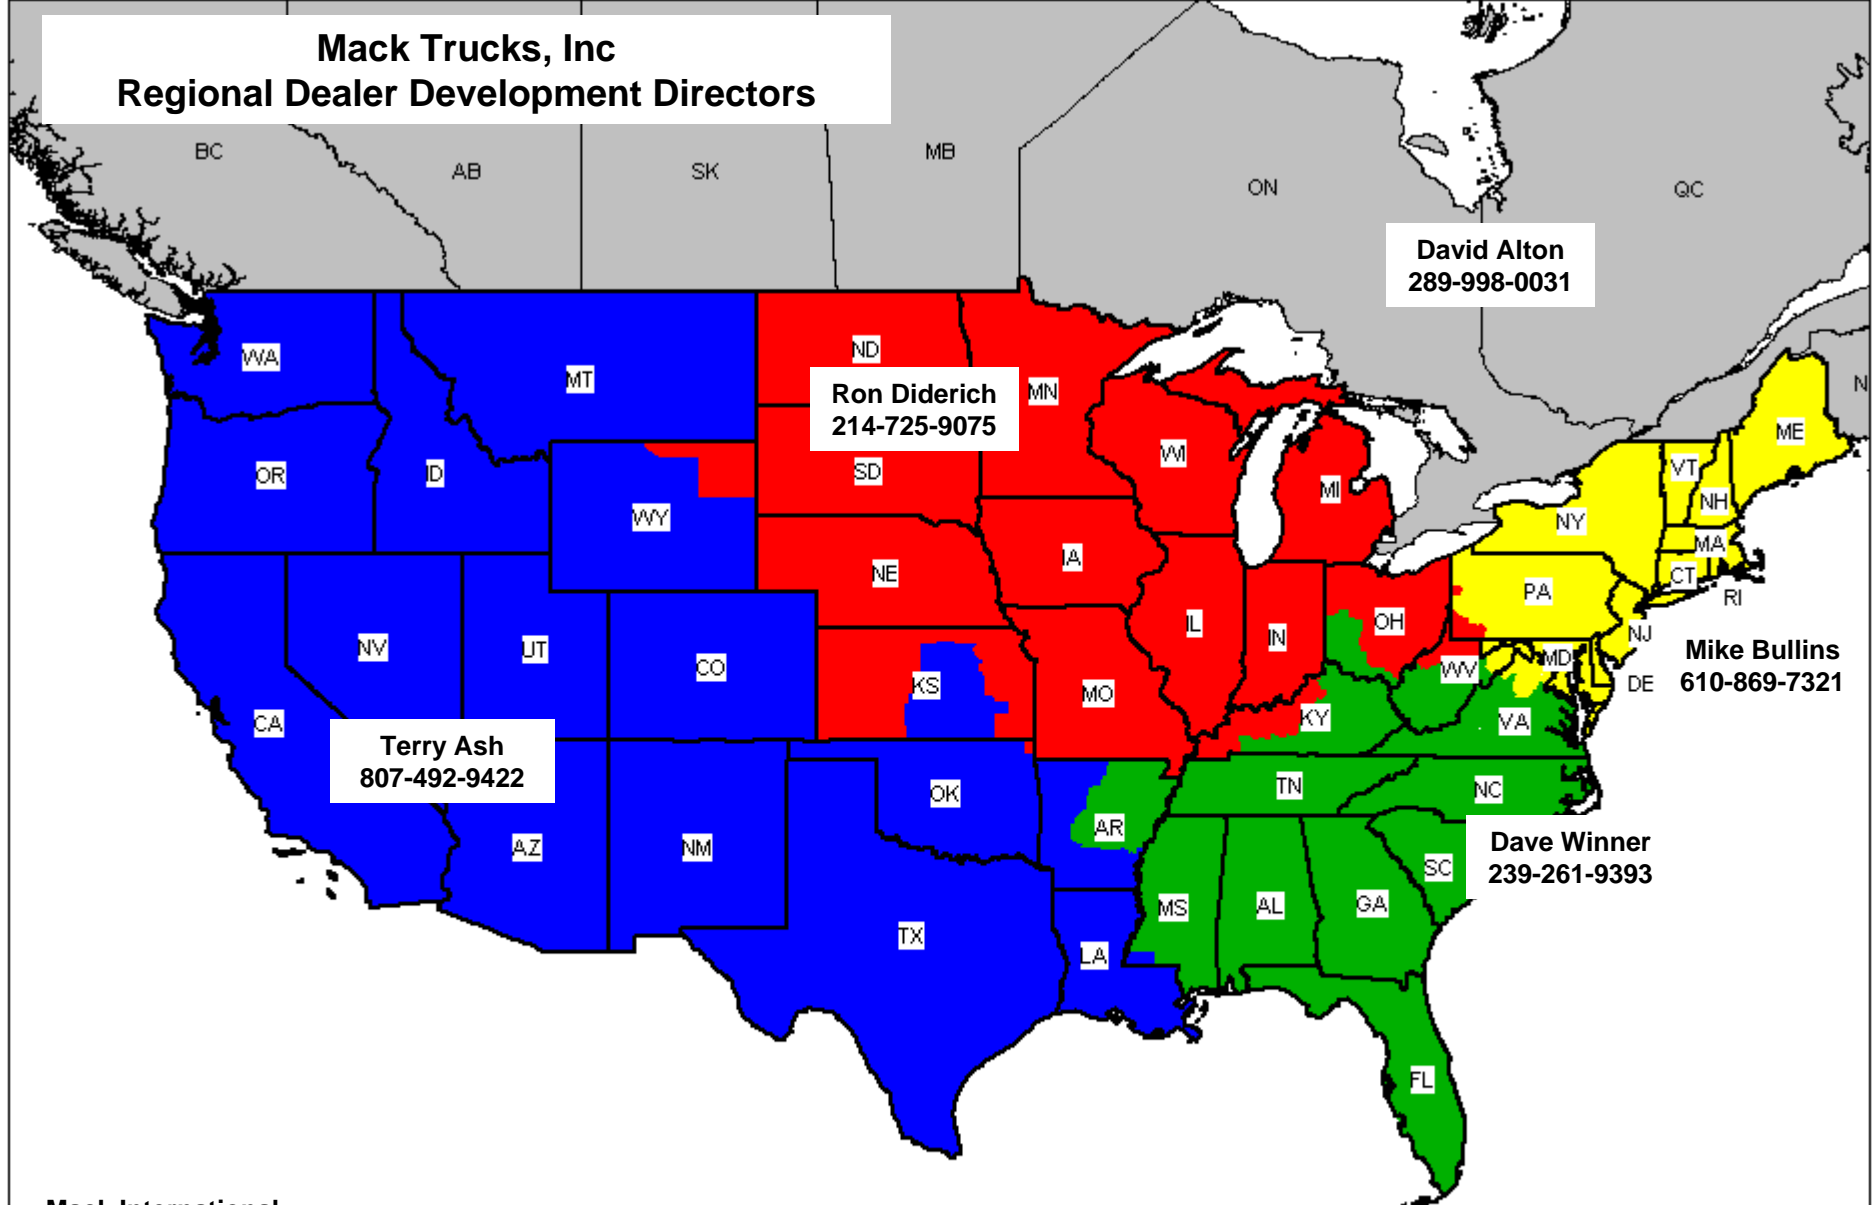 Mack Trucks, Inc
Regional Dealer Development Directors
BC
AB
SK
MB
ON
QC
David Alton
289-998-0031
WA
MT
ND
MN
Ron Diderich
214-725-9075
N
ME
OR
ID
WY
SD
WI
MI
VT
NH
NY
MA
IA
NE
CT
PA
RI
NV
UT
CO
KS
MO
IL
IN
OH
WV
MD
NJ
DE
Mike Bullins
610-869-7321
CA
KY
VA
Terry Ash
807-492-9422
OK
TN
NC
AR
AZ
NM
SC
Dave Winner
239-261-9393
MS
AL
GA
TX
LA
FL
Mack International